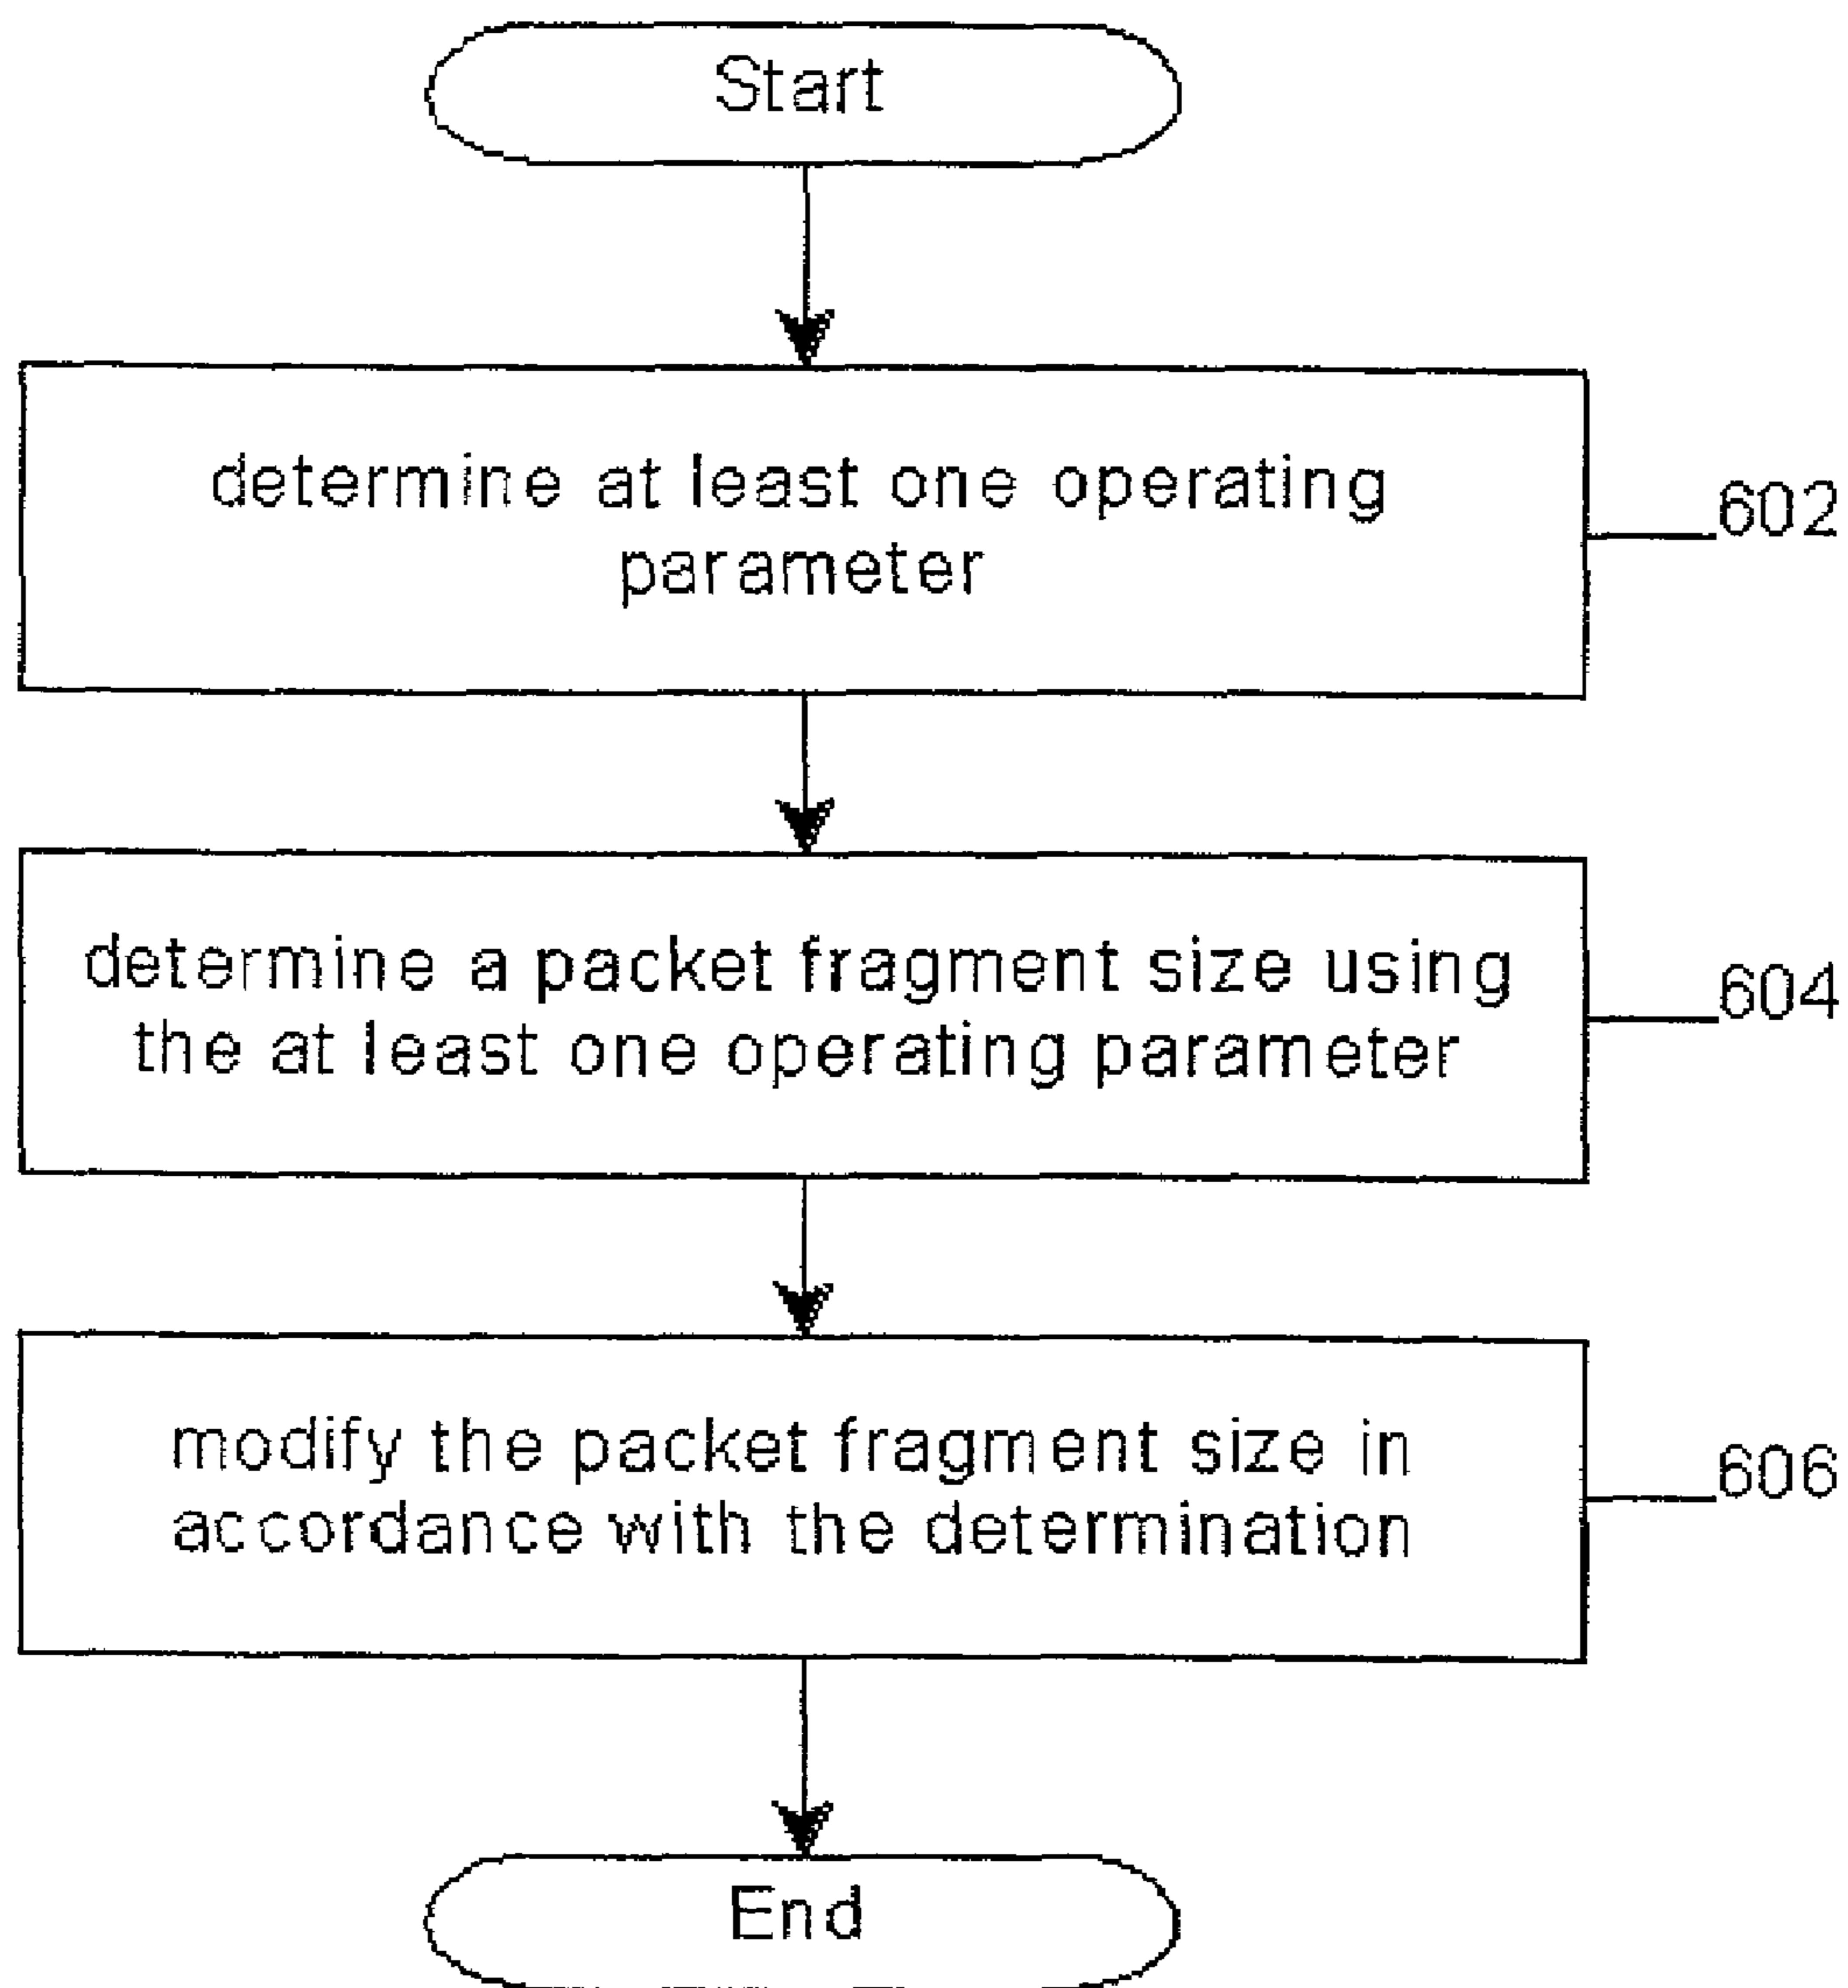 Start
determine at least one operating
parameter
602
determine a packet fragment size using
the at least one operating parameter
604
modify the packet fragment size in
accordance with the determination
606
End